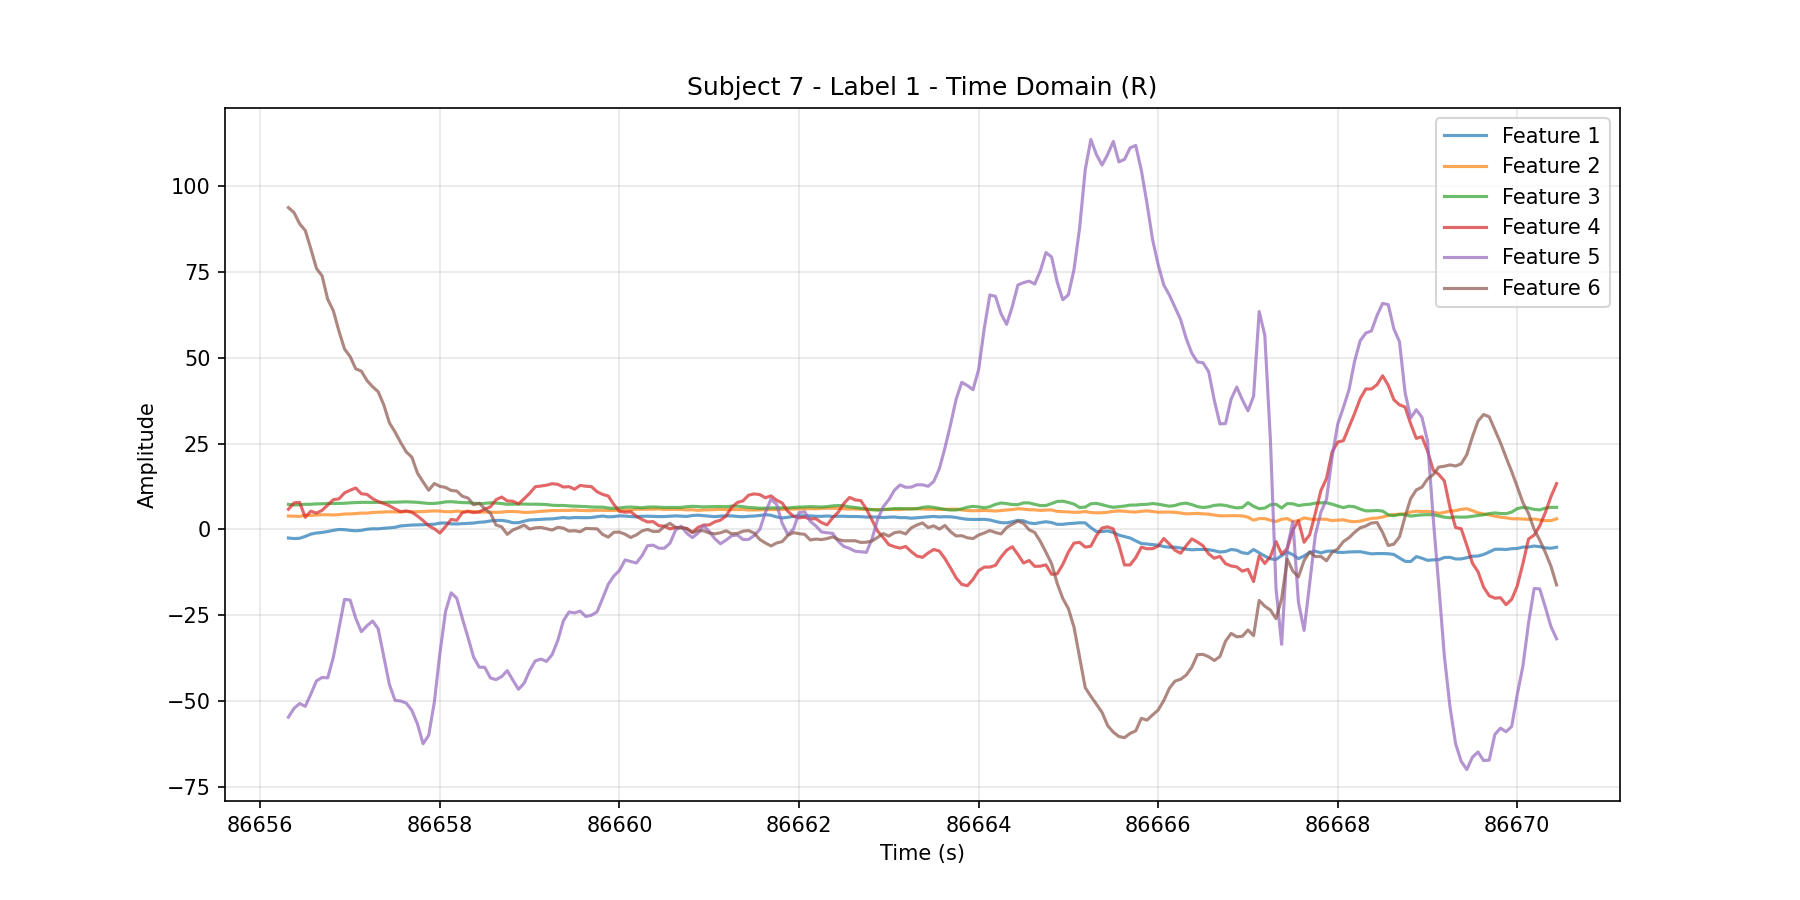 Subject 7 - Label 1 - Time Domain (R)
Amplitude
100
75
50
25
0
−25
−50
−75
86656 86658 86660 86662 86664 86666 86668 86670
Time (s)
Feature 1
Feature 2
Feature 3
Feature 4
Feature 5
Feature 6